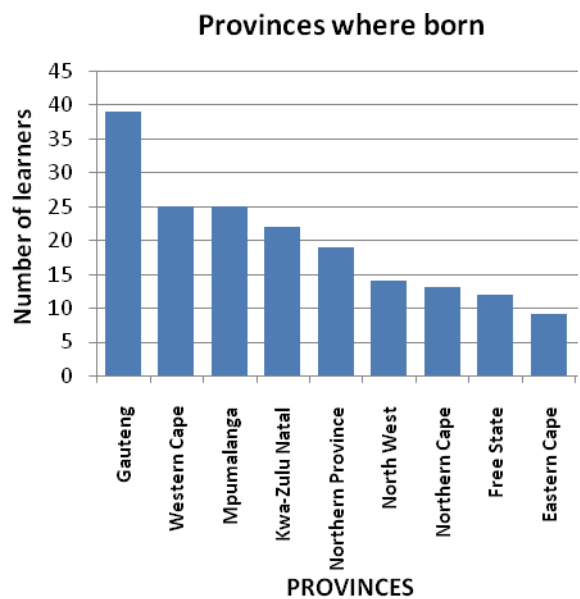 Provinces where born
Number of learners
45
40
35
30
25
20
15
10
5
0
Gauteng
Western Cape
Mpumalanga
Kwa-Zulu Natal
Northern Province
North West
Northern Cape
Free State
Eastern Cape
PROVINCES